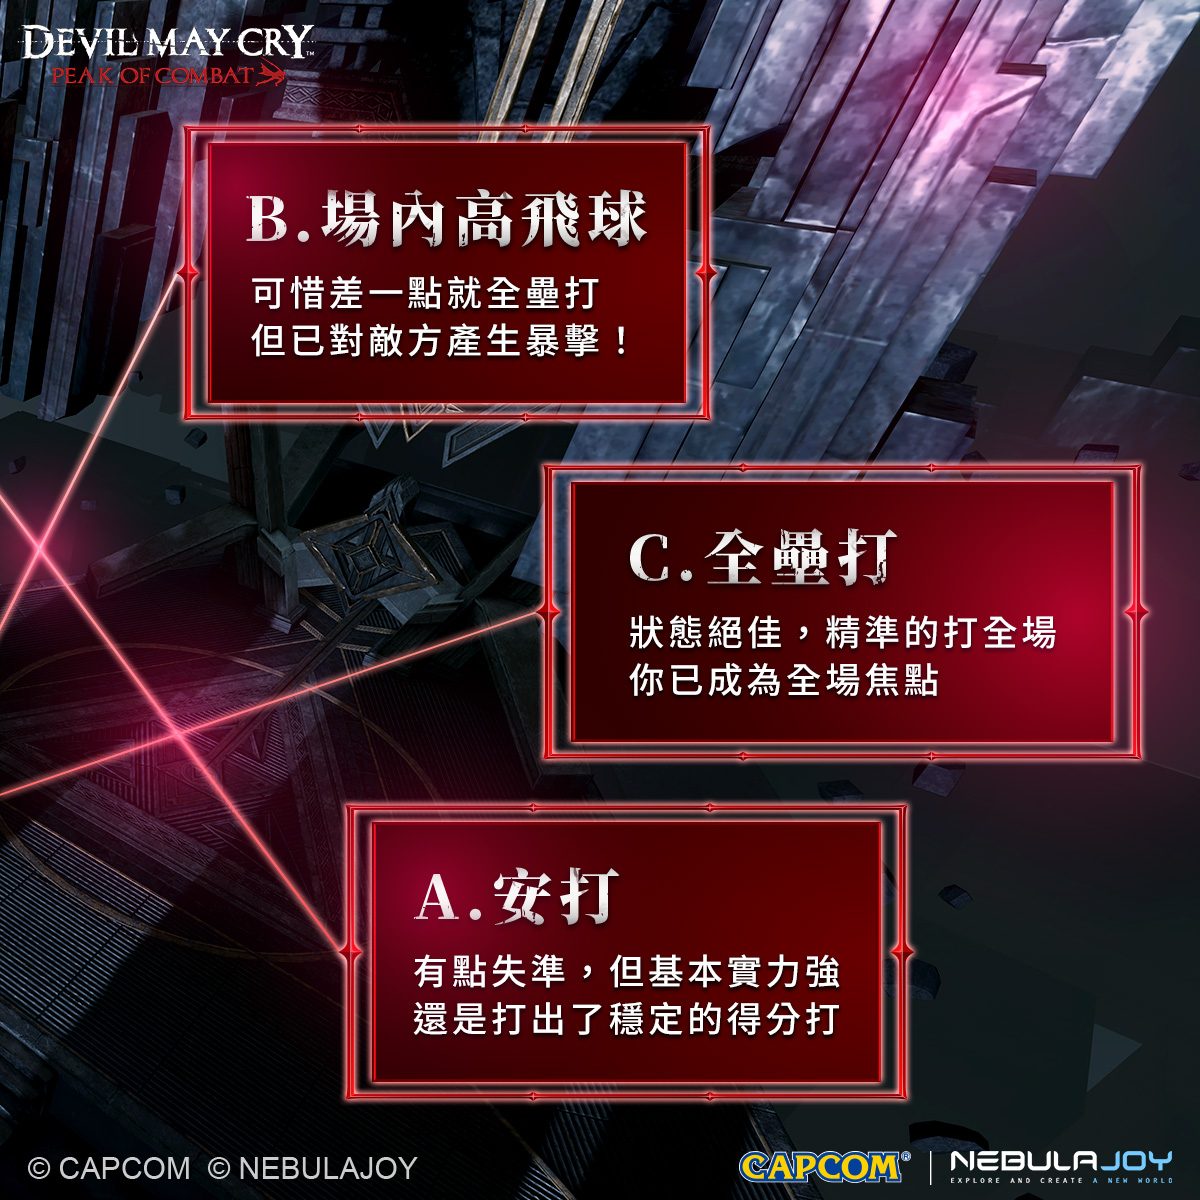 DEVIL MAY CRY
PEAK OF COMBAT
B.場內高飛球
可惜差一點就全壘打
但已對敵方產生暴擊！
C.全壘打
狀態絕佳，精準的打全場
你已成為全場焦點
A.安打
有點失準，但基本實力強
還是打出了穩定的得分打
© CAPCOM © NEBULAJOY
CAPCOM® | NEBULAJOY
EXPLORE AND CREATE A NEW WORLD